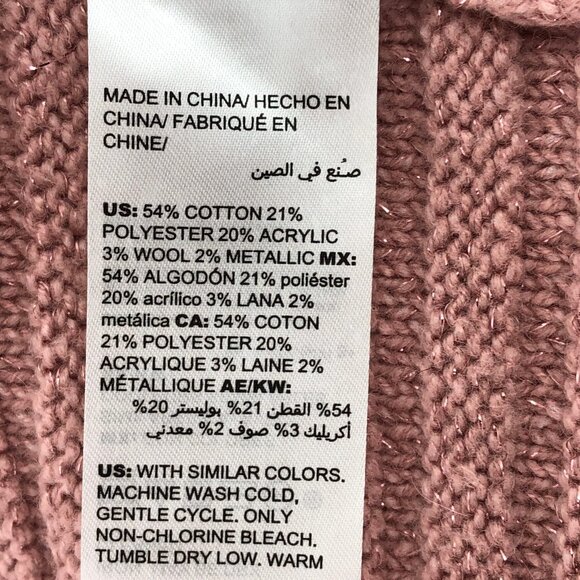 MADE IN CHINA/ HECHO EN
CHINA/ FABRIQUÉ EN
CHINE/
صُنع في الصين
US: 54% COTTON 21%
POLYESTER 20% ACRYLIC
3% WOOL 2% METALLIC MX:
54% ALGODÓN 21% poliéster
20% acrílico 3% LANA 2%
metálica CA: 54% COTON
21% POLYESTER 20%
ACRYLIQUE 3% LAINE 2%
MÉTALLIQUE AE/KW:
54% القطن 21% بوليستر 20%
أكريليك 3% صوف 2% معدني
US: WITH SIMILAR COLORS.
MACHINE WASH COLD,
GENTLE CYCLE. ONLY
NON-CHLORINE BLEACH.
TUMBLE DRY LOW. WARM